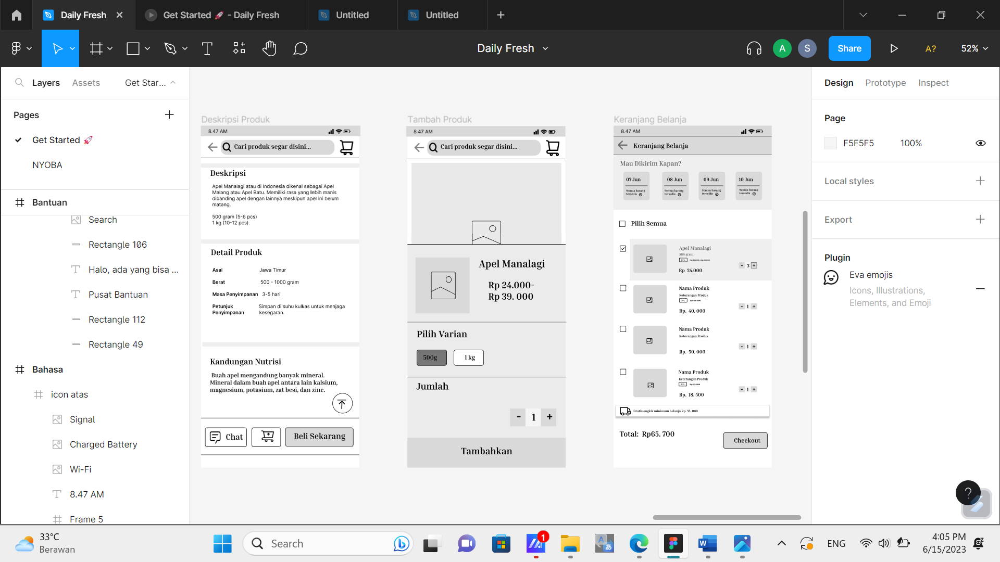 Daily Fresh
Get Started 🚀 - Daily Fresh
Untitled
Untitled
Daily Fresh
A
S
Share
A?
52%
Layers
Assets
Get Star...
Pages
Get Started 🚀
NYOBA
Bantuan
Search
Rectangle 106
Halo, ada yang bisa ...
Pusat Bantuan
Rectangle 112
Rectangle 49
Bahasa
icon atas
Signal
Charged Battery
Wi-Fi
8.47 AM
Frame 5
Deskripsi Produk
8.47 AM
Cari produk segar disini...
Deskripsi
Apel Manalagi atau di Indonesia dikenal sebagai Apel
Malang atau Apel Batu. Memiliki rasa yang lebih manis
dibanding apel dengan lainnya meskipun apel ini belum
matang.
500 gram (5-6 pcs)
1 kg (10-12 pcs).
Detail Produk
Asal Jawa Timur
Berat 500 - 1000 gram
Masa Penyimpanan 3-5 hari
Petunjuk Simpan di suhu kulkas untuk menjaga
Penyimpanan kesegaran.
Kandungan Nutrisi
Buah apel mengandung banyak mineral.
Mineral dalam buah apel antara lain kalsium,
magnesium, potasium, zat besi, dan zinc.
Chat
Beli Sekarang
Tambah Produk
8.47 AM
Cari produk segar disini...
Apel Manalagi
Rp 24.000-
Rp 39. 000
Pilih Varian
500g
1 kg
Jumlah
- 1 +
Tambahkan
Keranjang Belanja
8.47 AM
Keranjang Belanja
Mau Dikirim Kapan?
07 Jun
Semua barang
tersedia
08 Jun
Semua barang
tersedia
09 Jun
Semua barang
tersedia
10 Jun
Semua barang
tersedia
Pilih Semua
Apel Manalagi
500 gram
Rp 24.000
- 3 +
Nama Produk
Keterangan Produk
Rp. 40. 000
- 1 +
Nama Produk
Keterangan Produk
Rp. 50. 000
- 1 +
Nama Produk
Keterangan Produk
Rp. 18. 500
- 1 +
Gratis ongkir minimum belanja Rp. 55. 000
Total: Rp65. 700
Checkout
Design
Prototype
Inspect
Page
F5F5F5
100%
Local styles
Export
Plugin
Eva emojis
Icons, Illustrations,
Elements, and Emoji
?
33°C
Berawan
Search
1
ENG
4:05 PM
6/15/2023